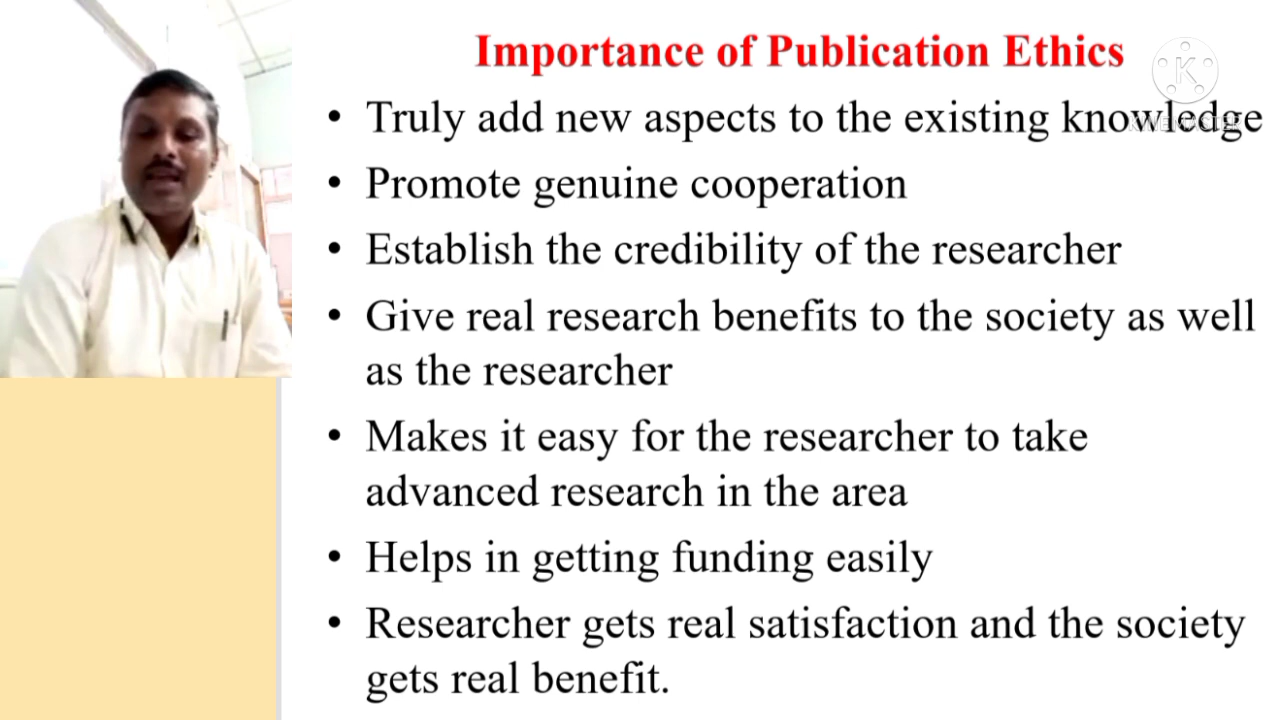 Importance of Publication Ethics
K
KINEMASTER
• Truly add new aspects to the existing knowledge
• Promote genuine cooperation
• Establish the credibility of the researcher
• Give real research benefits to the society as well
as the researcher
• Makes it easy for the researcher to take
advanced research in the area
• Helps in getting funding easily
• Researcher gets real satisfaction and the society
gets real benefit.